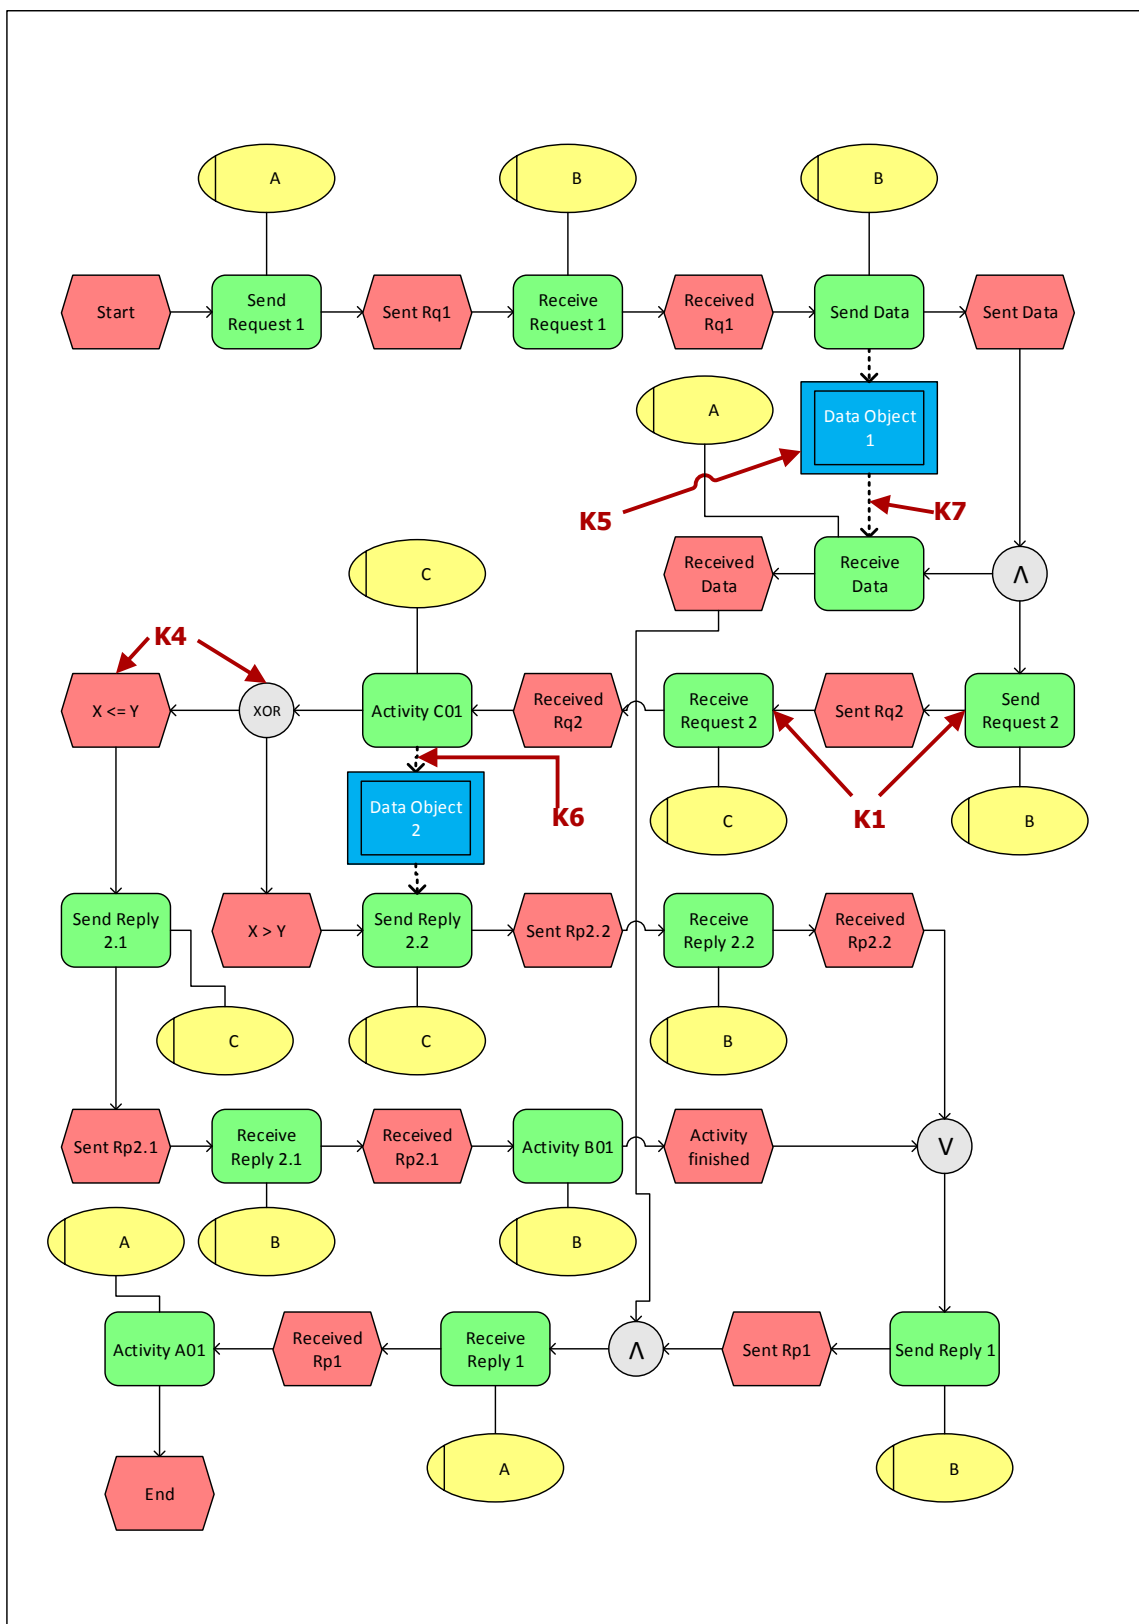 A
B
B
Start
Send
Request 1
Sent Rq1
Receive
Request 1
Received
Rq1
Send Data
Sent Data
A
Data Object
1
K5
K7
C
Received
Data
Receive
Data
Λ
K4
X <= Y
XOR
Activity C01
Received
Rq2
Receive
Request 2
Sent Rq2
Send
Request 2
Data Object
2
K6
C
K1
B
Send Reply
2.1
X > Y
Send Reply
2.2
Sent Rp2.2
Receive
Reply 2.2
Received
Rp2.2
C
C
B
Sent Rp2.1
Receive
Reply 2.1
Received
Rp2.1
Activity B01
Activity
finished
V
A
B
B
Activity A01
Received
Rp1
Receive
Reply 1
Λ
Sent Rp1
Send Reply 1
A
B
End